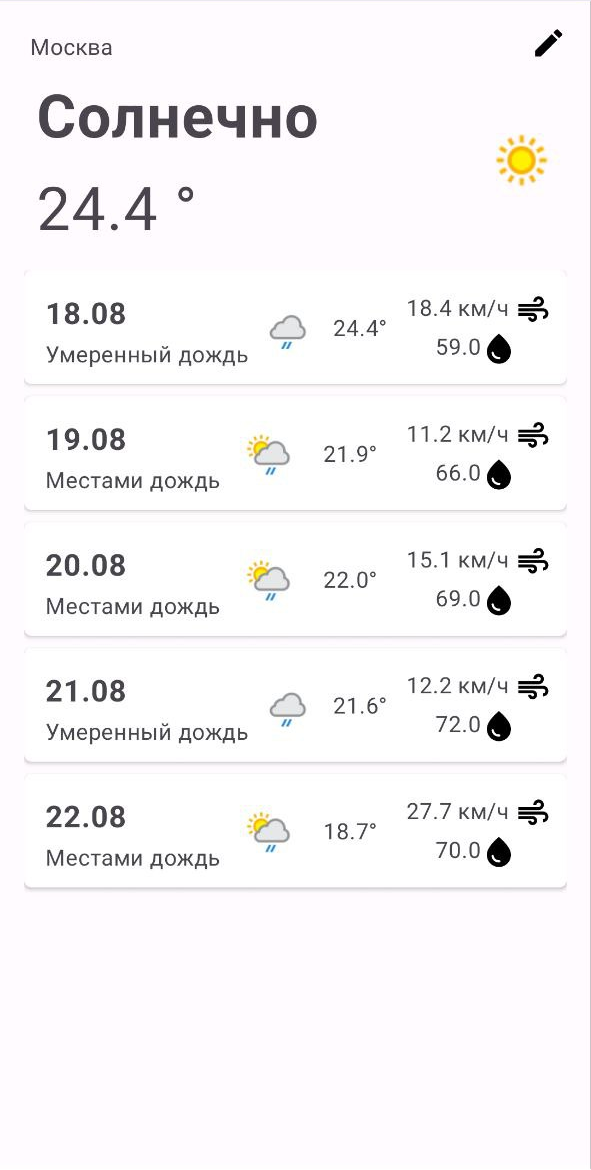 Москва
Солнечно
24.4 °
18.08
Умеренный дождь
24.4°
18.4 км/ч
59.0
19.08
Местами дождь
21.9°
11.2 км/ч
66.0
20.08
Местами дождь
22.0°
15.1 км/ч
69.0
21.08
Умеренный дождь
21.6°
12.2 км/ч
72.0
22.08
Местами дождь
18.7°
27.7 км/ч
70.0